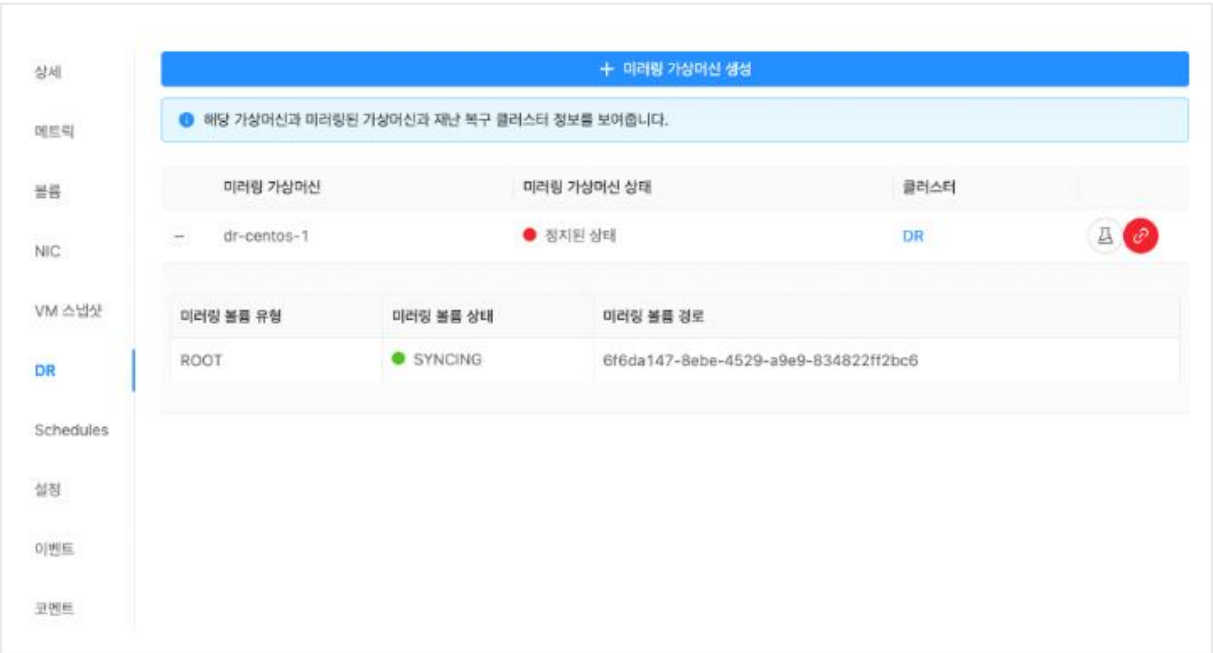 상세
메트릭
볼륨
NIC
VM 스냅샷
DR
Schedules
설정
이벤트
코멘트
+ 미러링 가상머신 생성
해당 가상머신과 미러링된 가상머신과 재난 복구 클러스터 정보를 보여줍니다.
미러링 가상머신 미러링 가상머신 상태 클러스터
dr-centos-1 정지된 상태 DR
미러링 볼륨 유형 미러링 볼륨 상태 미러링 볼륨 경로
ROOT SYNCING 6f6da147-8ebe-4529-a9e9-834822ff2bc6